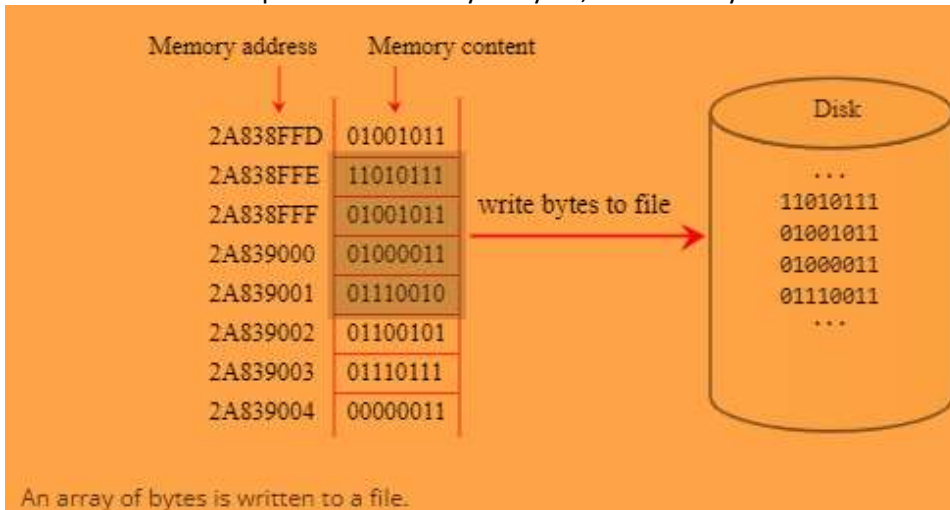 Memory address Memory content
Disk
2A838FFD 01001011
2A838FFE 11010111
...
2A838FFF 01001011
write bytes to file
11010111
01001011
2A839000 01000011
01000011
2A839001 01110010
01110011
...
2A839002 01100101
2A839003 01110111
2A839004 00000011
An array of bytes is written to a file.